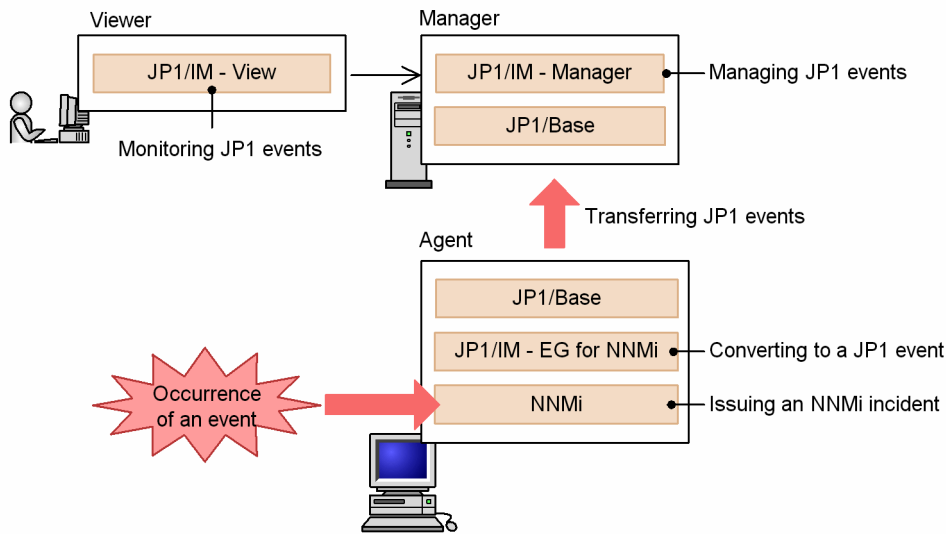 Viewer
Manager
JP1/IM - View
JP1/IM - Manager
Managing JP1 events
JP1/Base
Monitoring JP1 events
Transferring JP1 events
Agent
JP1/Base
JP1/IM - EG for NNMi
Converting to a JP1 event
Occurrence
of an event
NNMi
Issuing an NNMi incident